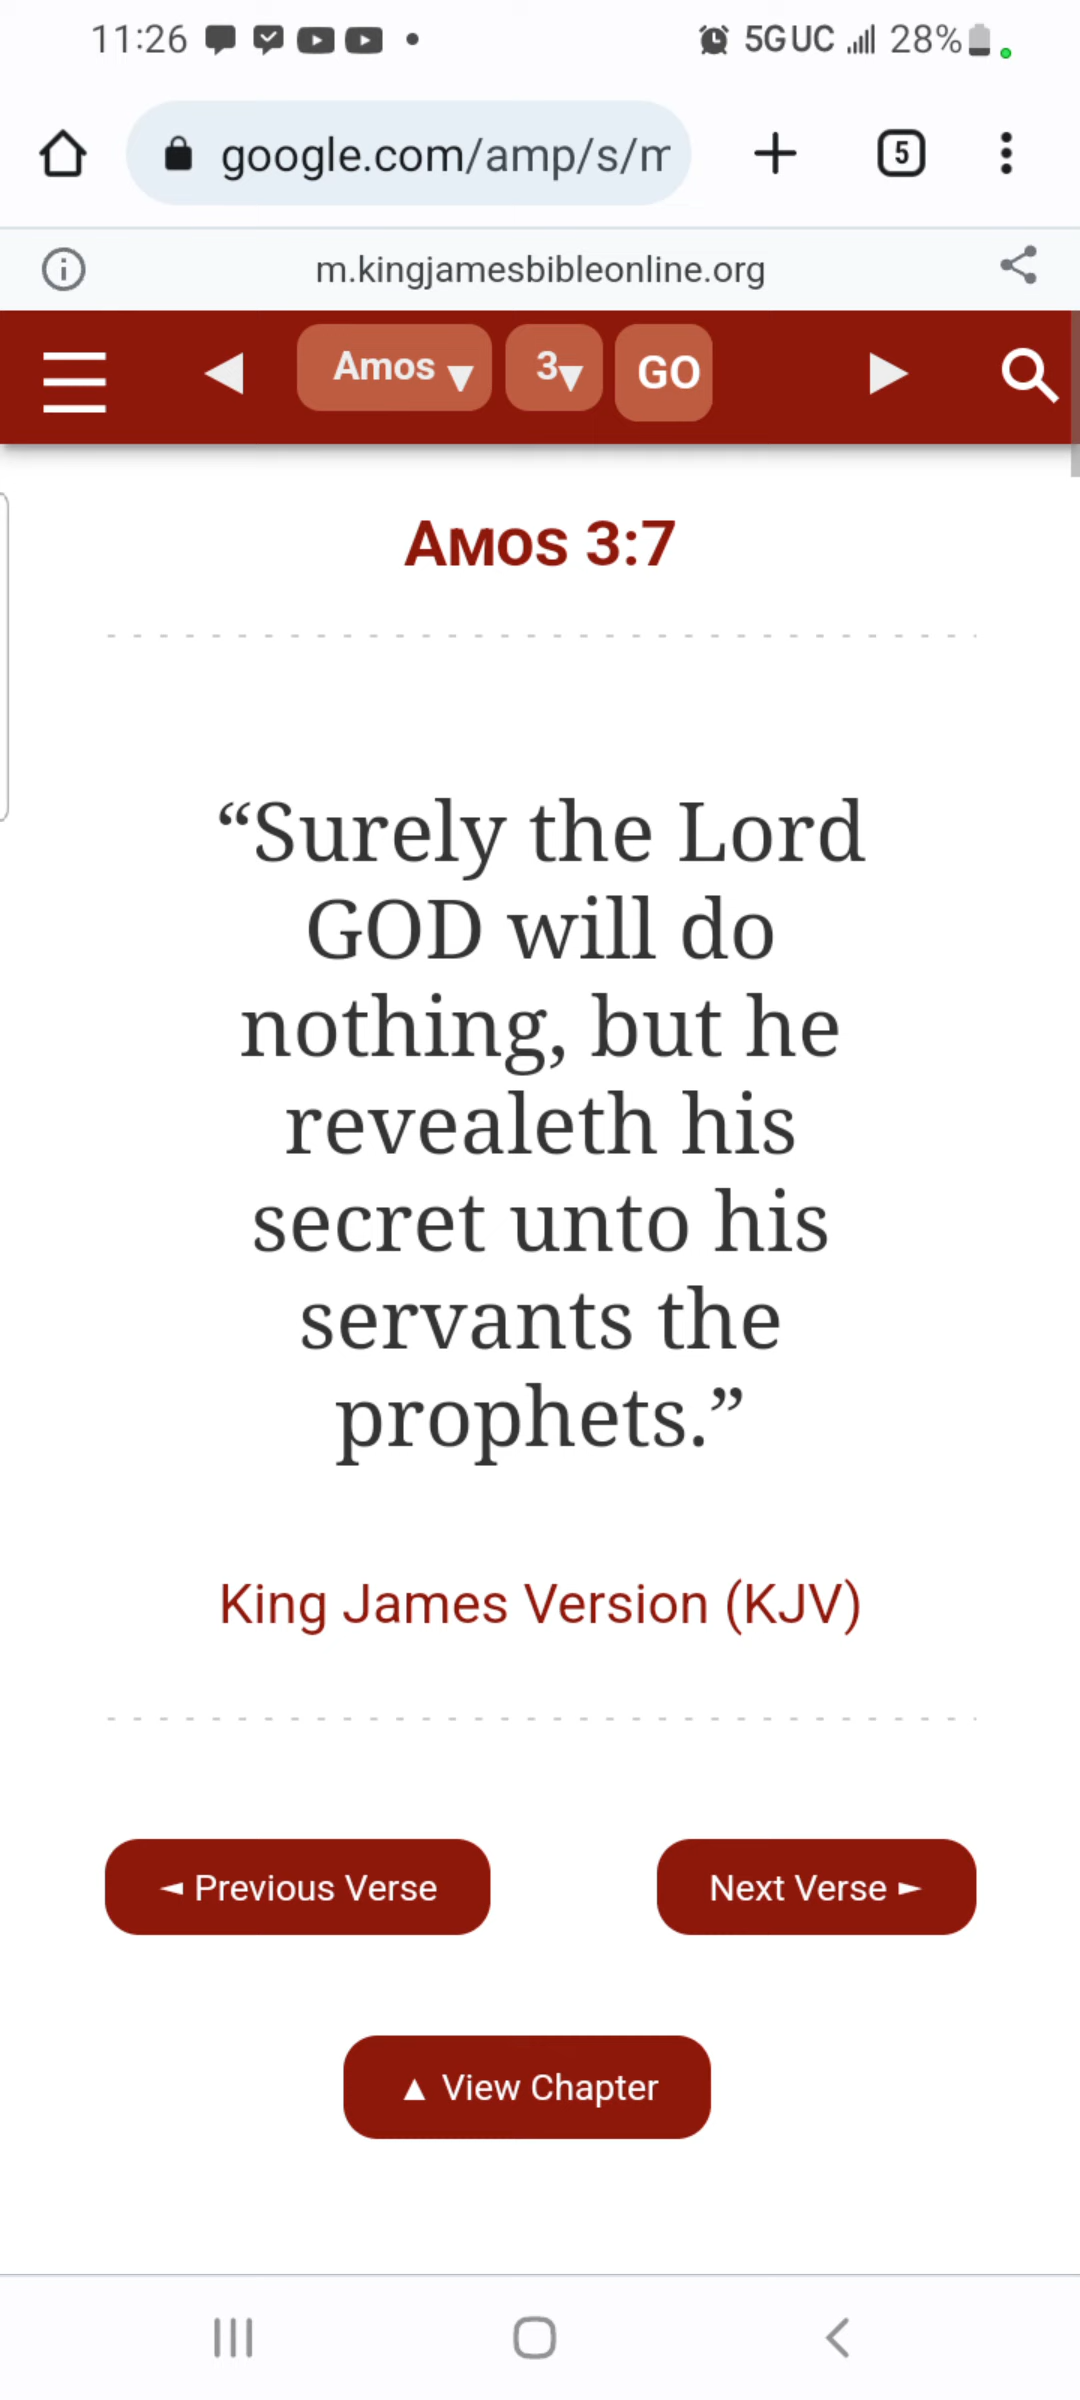 11:26
5G UC 28%
google.com/amp/s/m
5
m.kingjamesbibleonline.org
Amos 3 GO
AMOS 3:7
“Surely the Lord
GOD will do
nothing, but he
revealeth his
secret unto his
servants the
prophets.”
King James Version (KJV)
◄ Previous Verse
Next Verse ►
▲ View Chapter